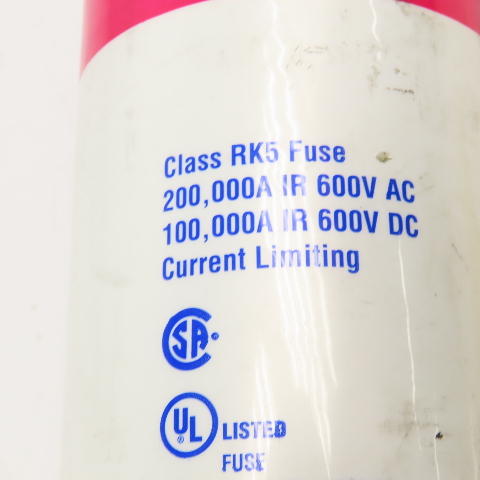 Class RK5 Fuse
200,000A IR 600V AC
100,000A IR 600V DC
Current Limiting
SA
UL® LISTED
FUSE